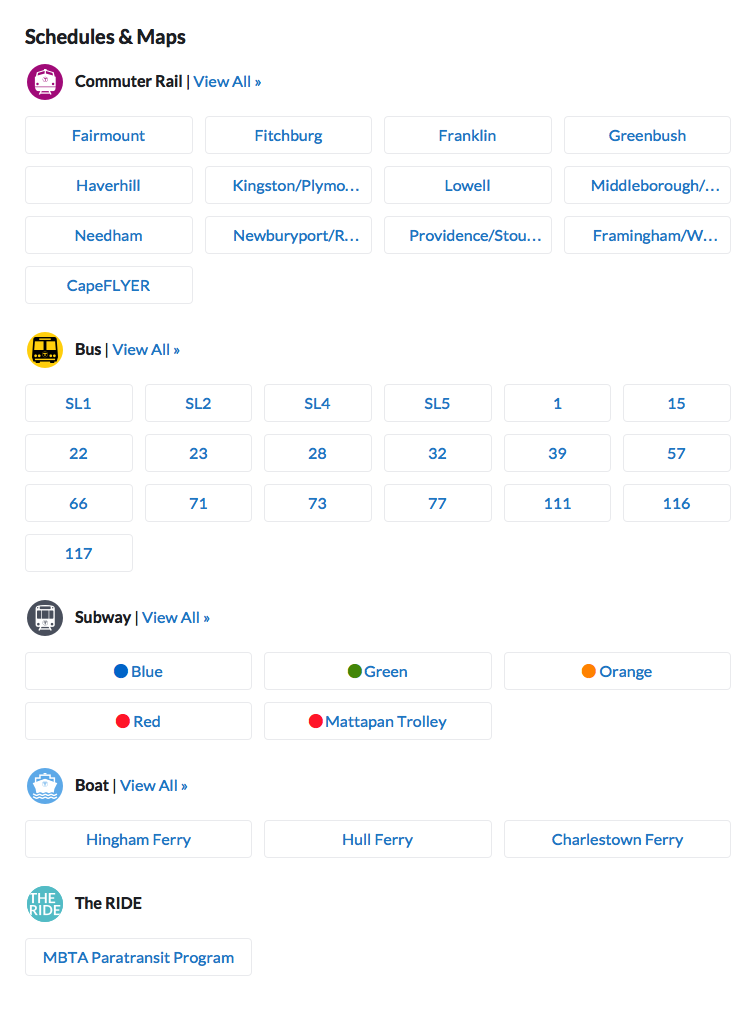 Schedules & Maps
Commuter Rail | View All »
Fairmount Fitchburg Franklin Greenbush
Haverhill Kingston/Plymo... Lowell Middleborough/...
Needham Newburyport/R... Providence/Stou... Framingham/W...
CapeFLYER
Bus | View All »
SL1 SL2 SL4 SL5 1 15
22 23 28 32 39 57
66 71 73 77 111 116
117
Subway | View All »
Blue Green Orange
Red Mattapan Trolley
Boat | View All »
Hingham Ferry Hull Ferry Charlestown Ferry
THE
RIDE
The RIDE
MBTA Paratransit Program